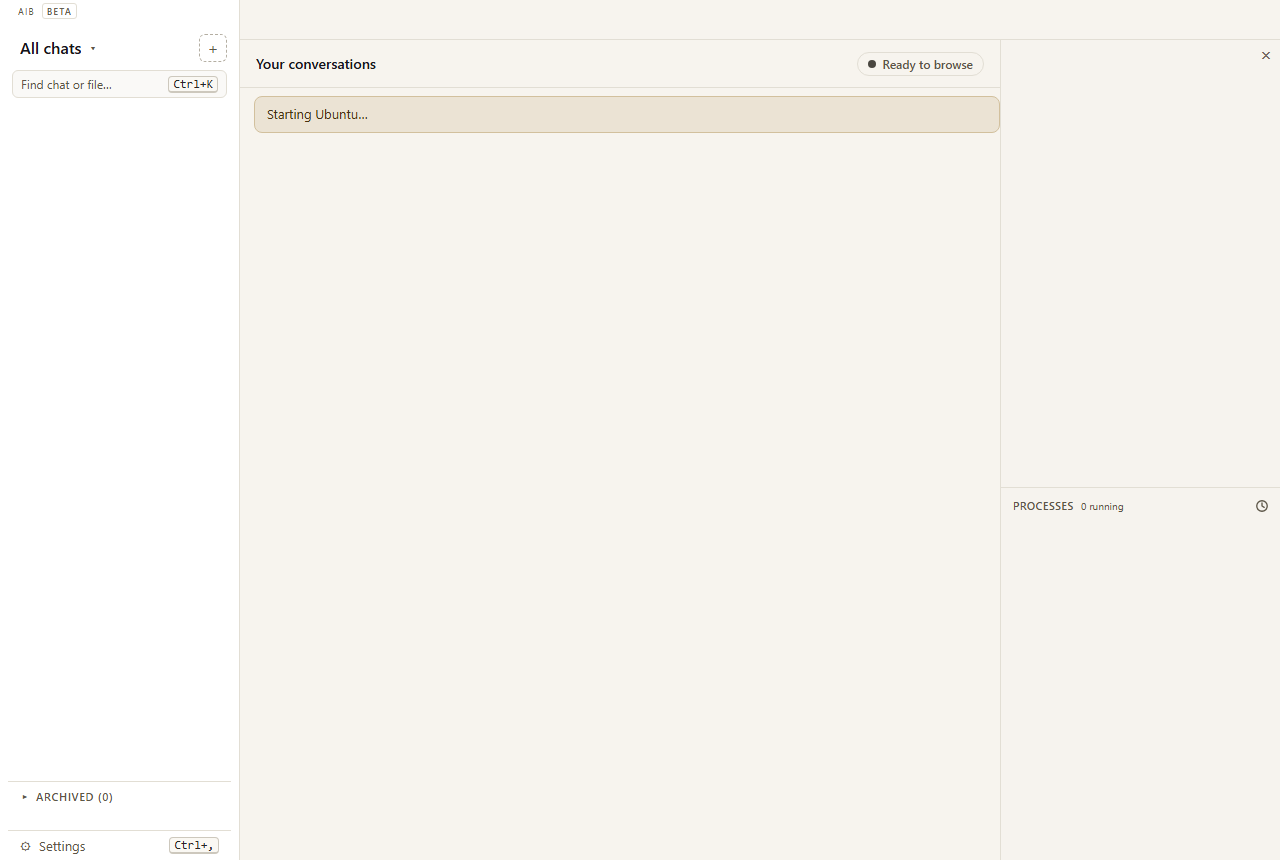 AIB BETA
All chats
+
Find chat or file... Ctrl+K
Your conversations
Ready to browse
×
Starting Ubuntu...
PROCESSES 0 running
ARCHIVED (0)
Settings Ctrl+,